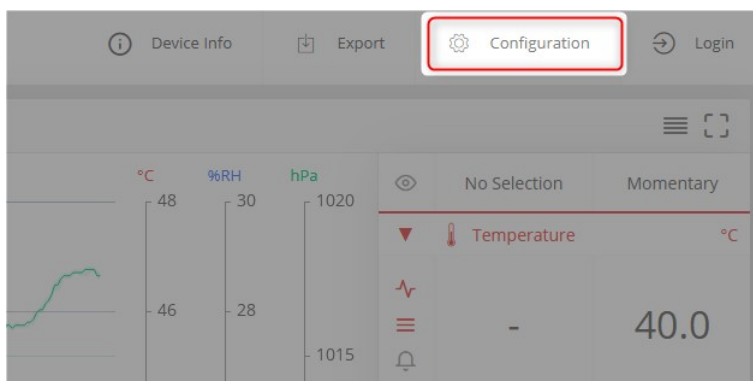 Device Info Export Configuration Login
°C %RH hPa No Selection Momentary
48 30 1020
Temperature °C
46 28 - 40.0
1015